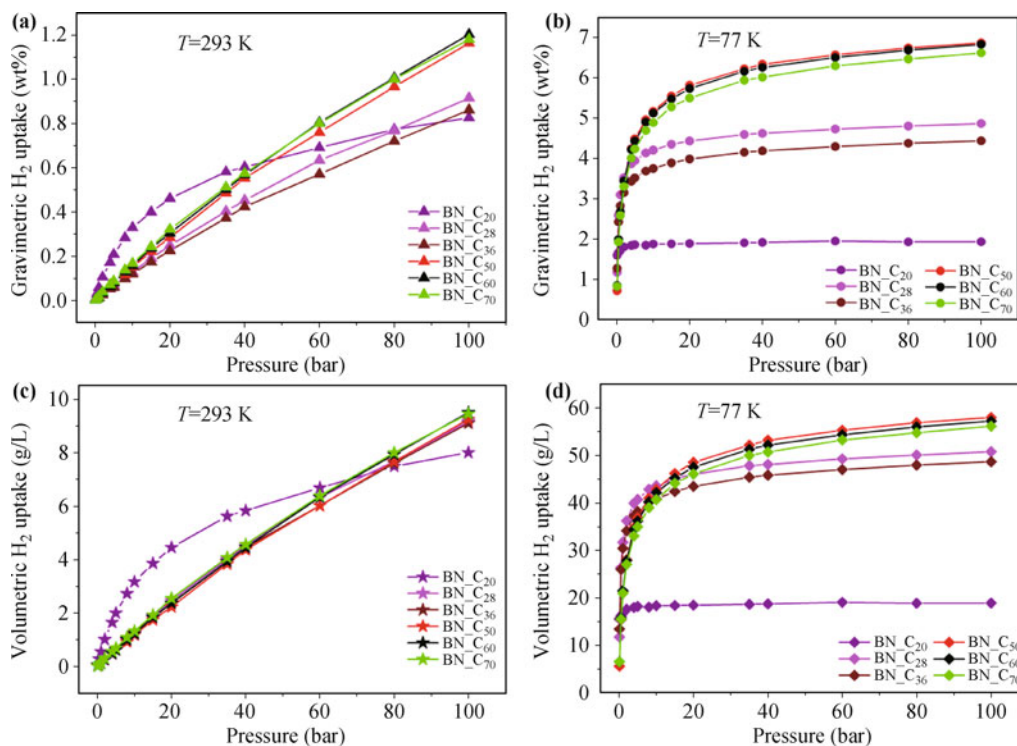 (a)
T=293 K
Gravimetric H₂ uptake (wt%)
1.2
1.0
0.8
0.6
0.4
0.2
0.0
BN_C₂₀
BN_C₂₈
BN_C₃₆
BN_C₅₀
BN_C₆₀
BN_C₇₀
0 20 40 60 80 100
Pressure (bar)
(b)
T=77 K
Gravimetric H₂ uptake (wt%)
7
6
5
4
3
2
1
0
BN_C₂₀ BN_C₅₀
BN_C₂₈ BN_C₆₀
BN_C₃₆ BN_C₇₀
0 20 40 60 80 100
Pressure (bar)
(c)
T=293 K
Volumetric H₂ uptake (g/L)
10
8
6
4
2
0
BN_C₂₀
BN_C₂₈
BN_C₃₆
BN_C₅₀
BN_C₆₀
BN_C₇₀
0 20 40 60 80 100
Pressure (bar)
(d)
T=77 K
Volumetric H₂ uptake (g/L)
60
50
40
30
20
10
0
BN_C₂₀ BN_C₅₀
BN_C₂₈ BN_C₆₀
BN_C₃₆ BN_C₇₀
0 20 40 60 80 100
Pressure (bar)